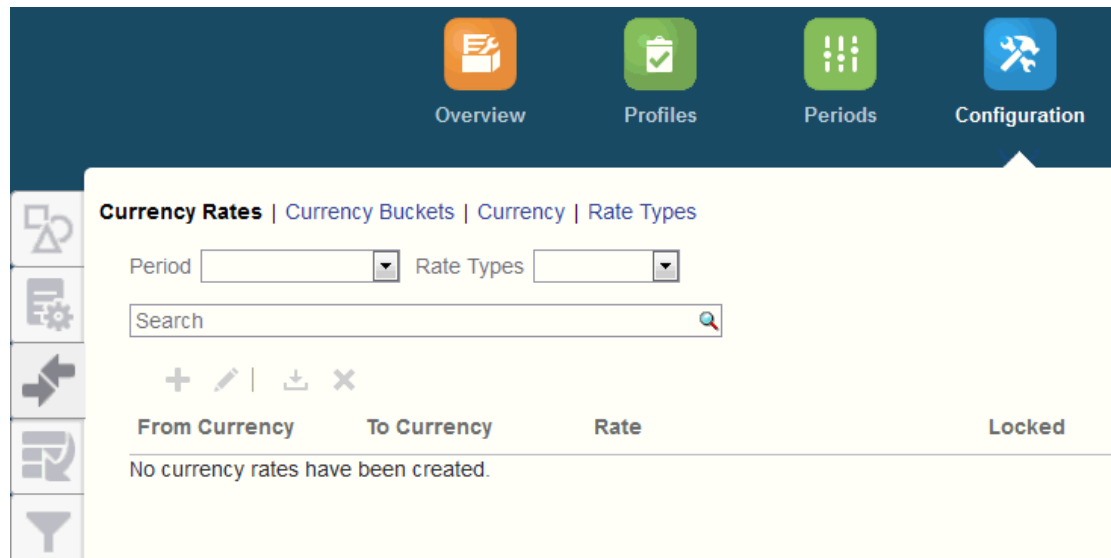 Overview Profiles Periods Configuration
Currency Rates | Currency Buckets | Currency | Rate Types
Period Rate Types
Search
From Currency To Currency Rate Locked
No currency rates have been created.